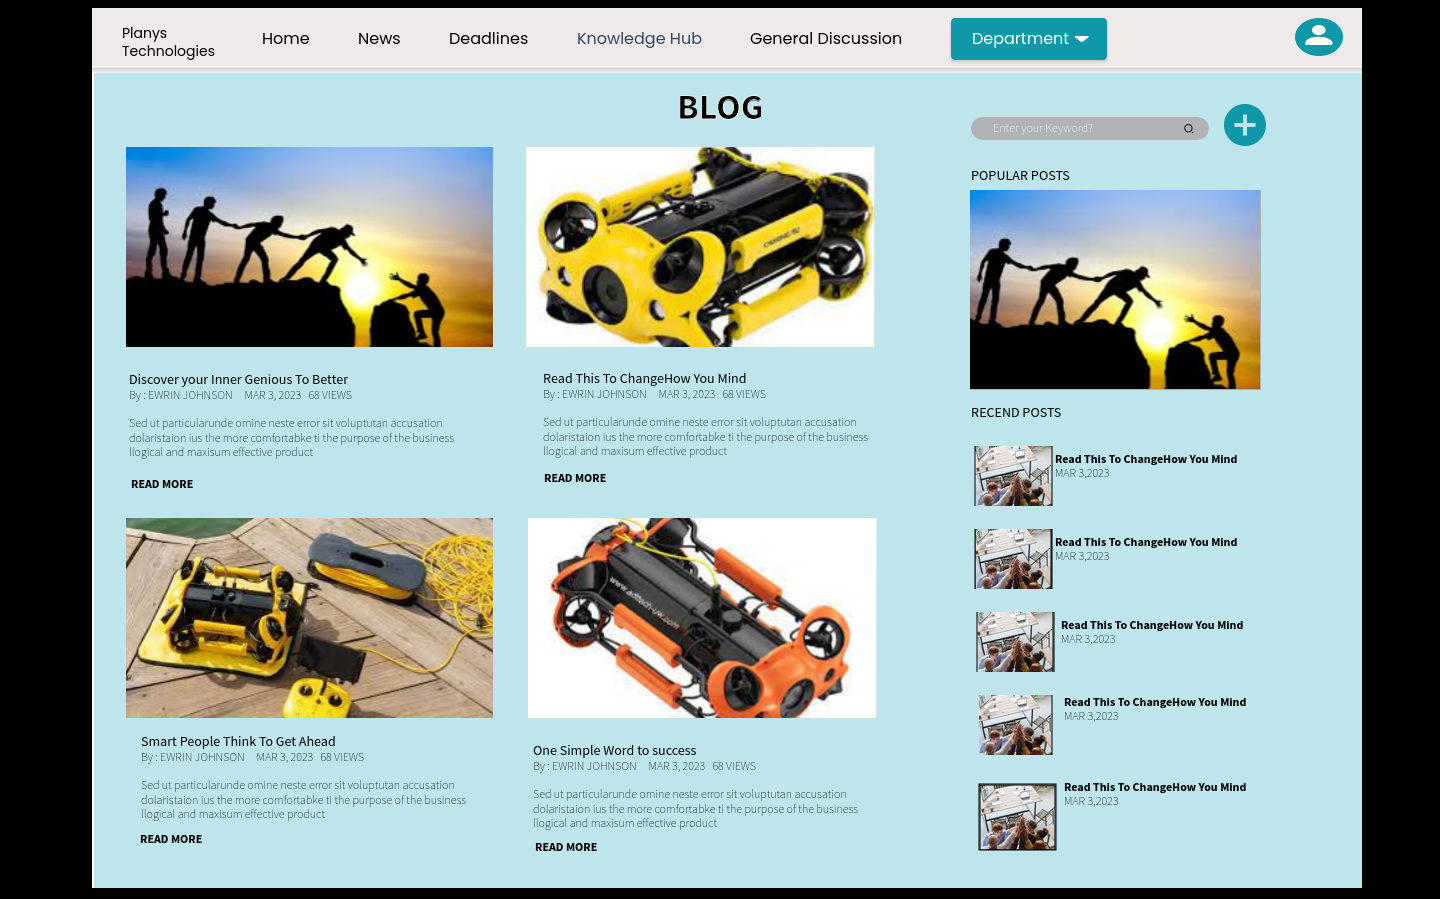 Planys
Technologies
Home
News
Deadlines
Knowledge Hub
General Discussion
Department
BLOG
Enter your Keyword?
POPULAR POSTS
Discover your Inner Genious To Better
By : EWRIN JOHNSON MAR 3, 2023 68 VIEWS
Sed ut particularunde omine neste error sit voluptutan accusation
dolaristaion ius the more comfortabke ti the purpose of the business
llogical and maxisum effective product
READ MORE
Read This To ChangeHow You Mind
By : EWRIN JOHNSON MAR 3, 2023 68 VIEWS
Sed ut particularunde omine neste error sit voluptutan accusation
dolaristaion ius the more comfortabke ti the purpose of the business
llogical and maxisum effective product
READ MORE
www.aditech-uw.com
Smart People Think To Get Ahead
By : EWRIN JOHNSON MAR 3, 2023 68 VIEWS
Sed ut particularunde omine neste error sit voluptutan accusation
dolaristaion ius the more comfortabke ti the purpose of the business
llogical and maxisum effective product
READ MORE
One Simple Word to success
By : EWRIN JOHNSON MAR 3, 2023 68 VIEWS
Sed ut particularunde omine neste error sit voluptutan accusation
dolaristaion ius the more comfortabke ti the purpose of the business
llogical and maxisum effective product
READ MORE
RECEND POSTS
Read This To ChangeHow You Mind
MAR 3,2023
Read This To ChangeHow You Mind
MAR 3,2023
Read This To ChangeHow You Mind
MAR 3,2023
Read This To ChangeHow You Mind
MAR 3,2023
Read This To ChangeHow You Mind
MAR 3,2023